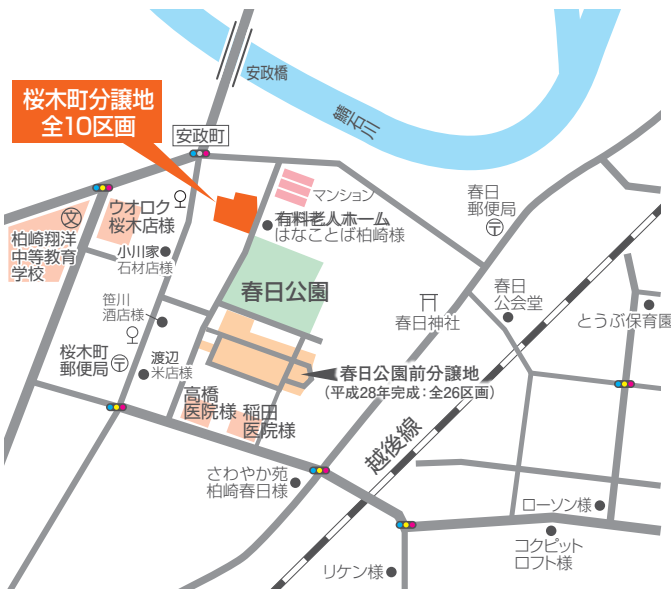 安政橋
鯖石川
桜木町分譲地
全10区画
安政町
マンション
春日
郵便局
ウオロク
桜木店様
有料老人ホーム
はなことば柏崎様
柏崎翔洋
中等教育
学校
文
小川家
石材店様
春日公園
春日
公会堂
とうぶ保育園
笹川
酒店様
春日神社
桜木町
郵便局
渡辺
米店様
春日公園前分譲地
(平成28年完成:全26区画)
高橋
医院様
稲田
医院様
越後線
さわやか苑
柏崎春日様
ローソン様
コクピット
ロフト様
リケン様